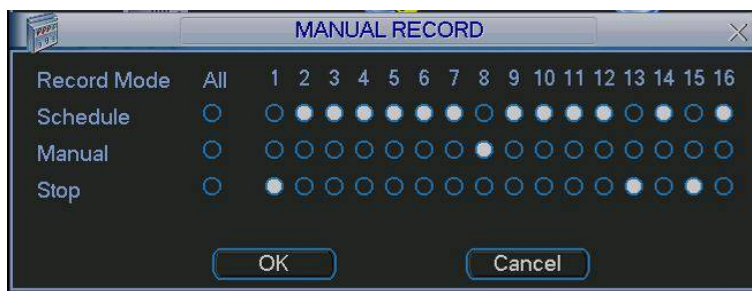 MANUAL RECORD
Record Mode All 1 2 3 4 5 6 7 8 9 10 11 12 13 14 15 16
Schedule
Manual
Stop
OK Cancel